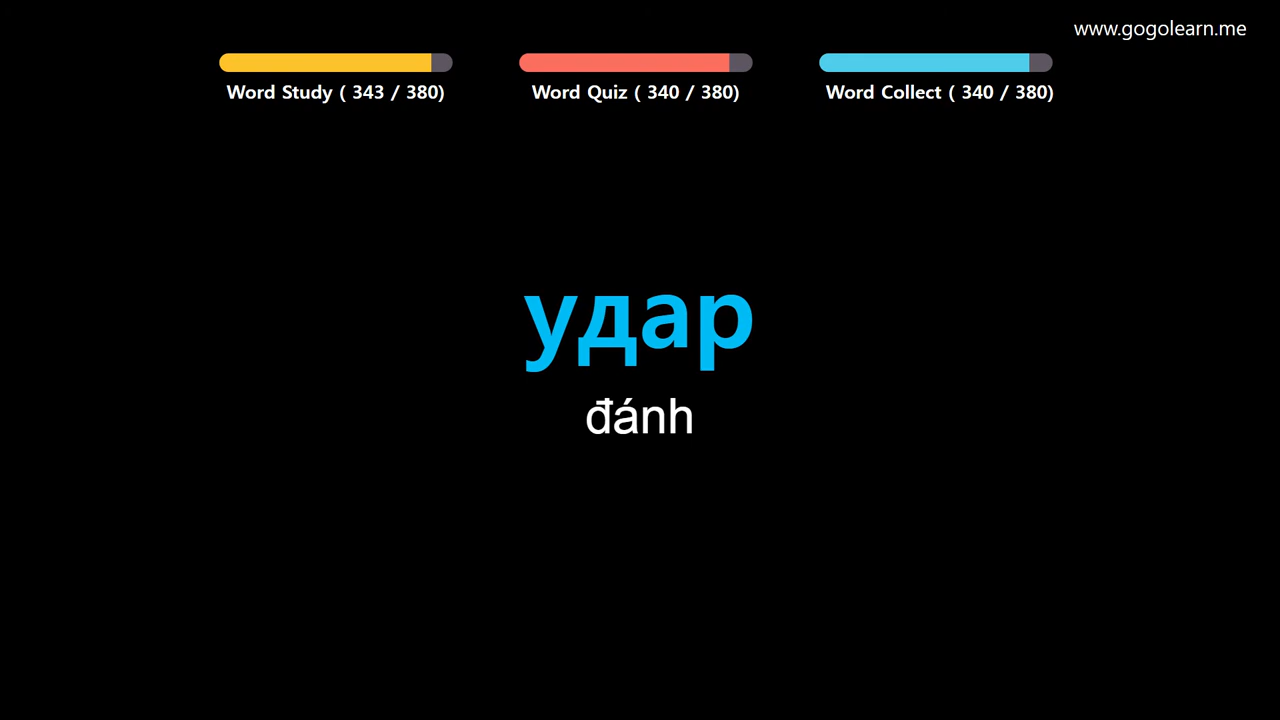 www.gogolearn.me
Word Study ( 343 / 380)
Word Quiz ( 340 / 380)
Word Collect ( 340 / 380)
удар
đánh